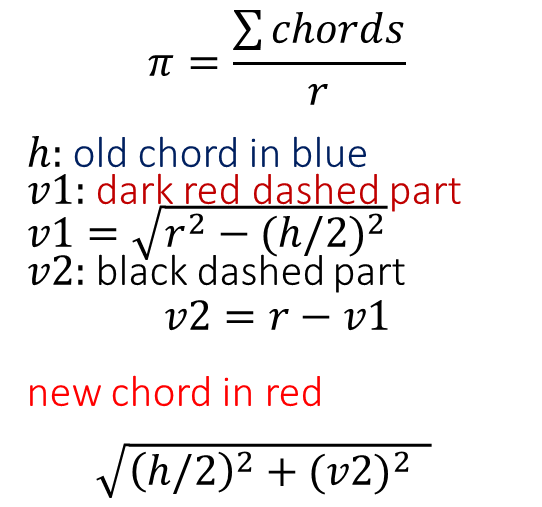 π = ∑ chords / r
h: old chord in blue
v1: dark red dashed part
v1 = √(r² − (h/2)²)
v2: black dashed part
v2 = r − v1
new chord in red
√((h/2)² + (v2)²)